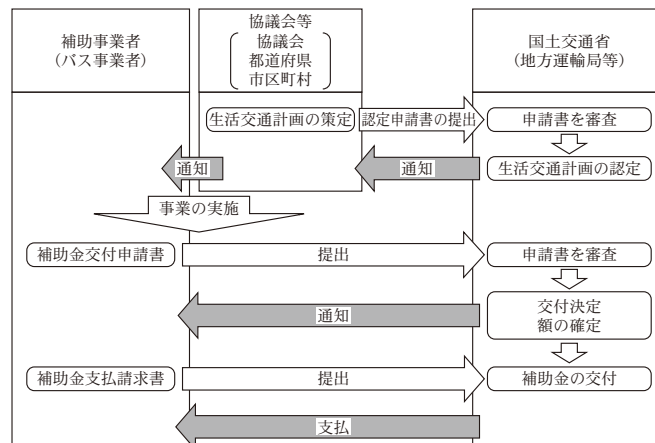 補助事業者
(バス事業者)
協議会等
協議会
都道府県
市区町村
国土交通省
(地方運輸局等)
生活交通計画の策定
認定申請書の提出
申請書を審査
通知
通知
生活交通計画の認定
事業の実施
補助金交付申請書
提出
申請書を審査
通知
交付決定
額の確定
補助金支払請求書
提出
補助金の交付
支払